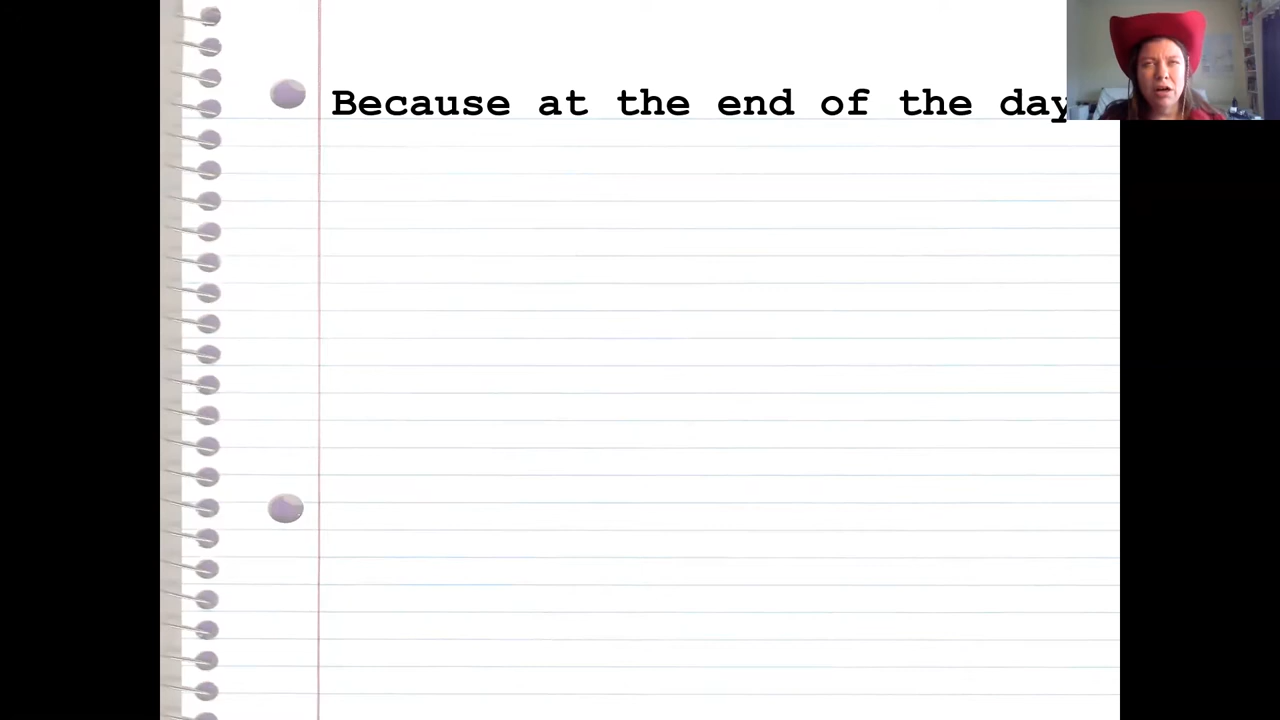 Because at the end of the day